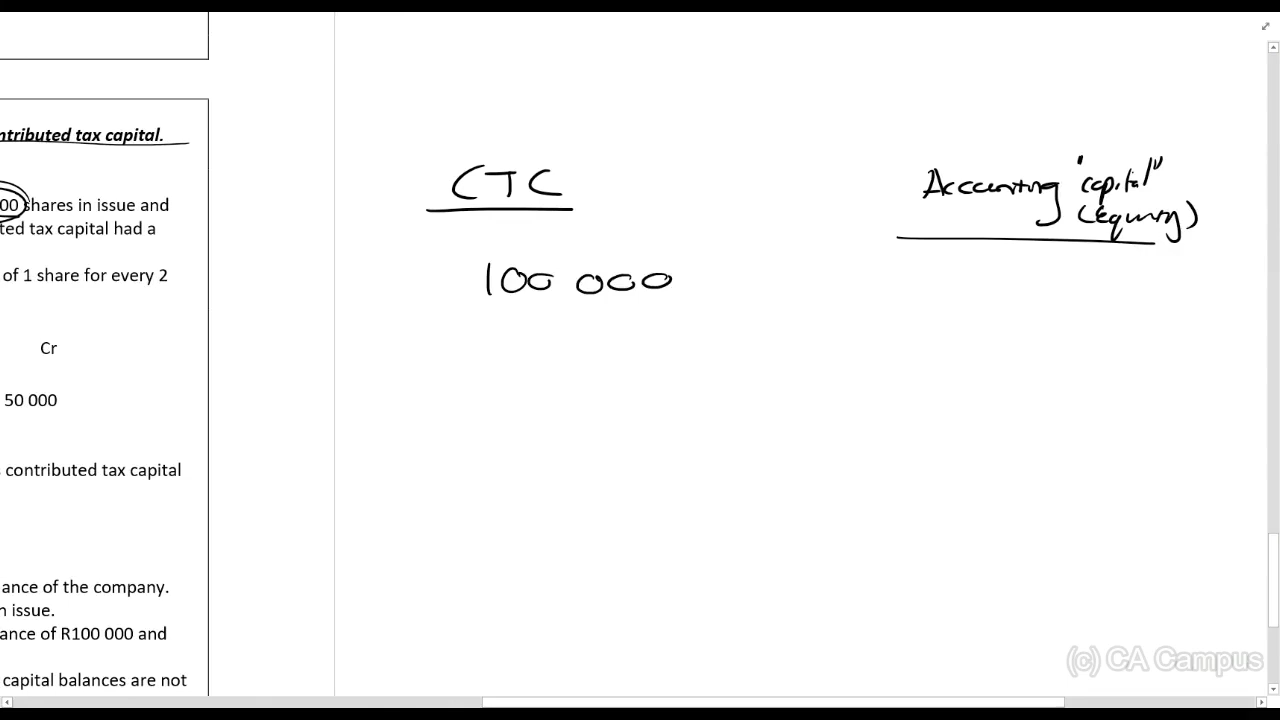 ntributed tax capital.
00 shares in issue and
ted tax capital had a
of 1 share for every 2
Cr
50 000
contributed tax capital
ance of the company.
n issue.
ance of R100 000 and
capital balances are not
CTC
100 000
Accounting "capital"
(Equity)
(c) CA Campus